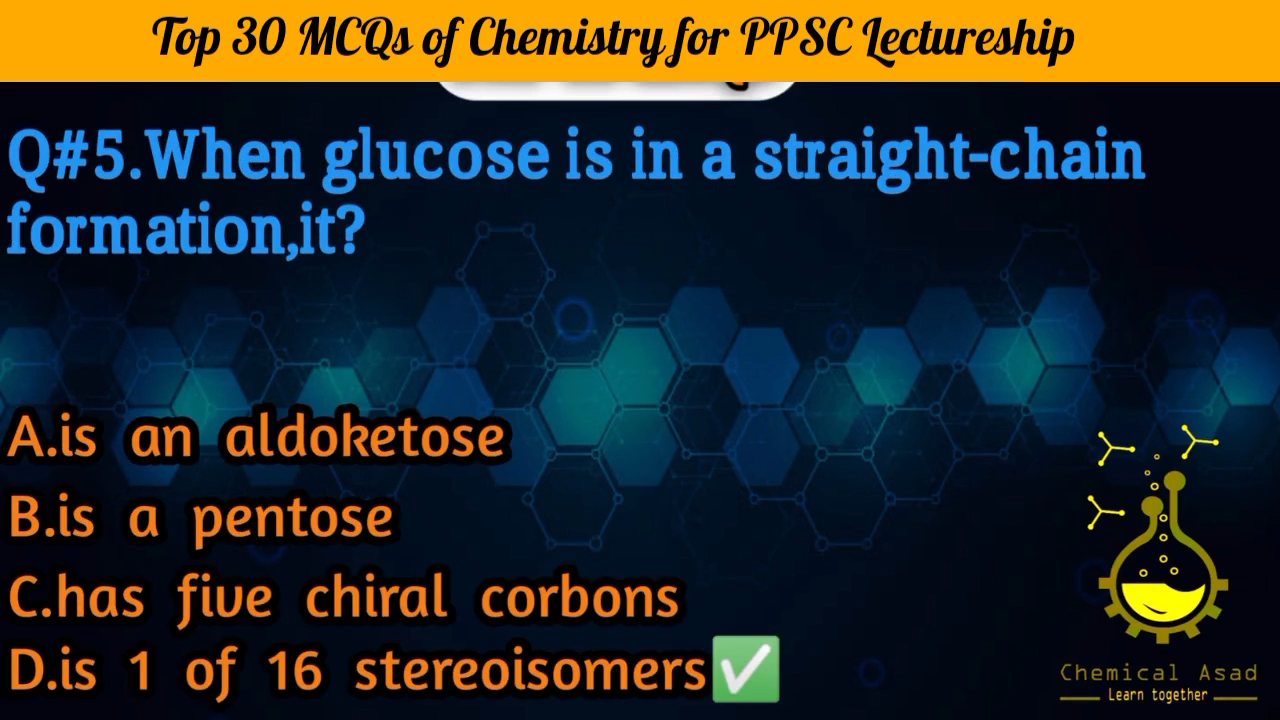 Top 30 MCQs of Chemistry for PPSC Lectureship
Q#5.When glucose is in a straight-chain
formation,it?
A.is an aldoketose
B.is a pentose
C.has five chiral corbons
D.is 1 of 16 stereoisomers✅
Chemical Asad
Learn together